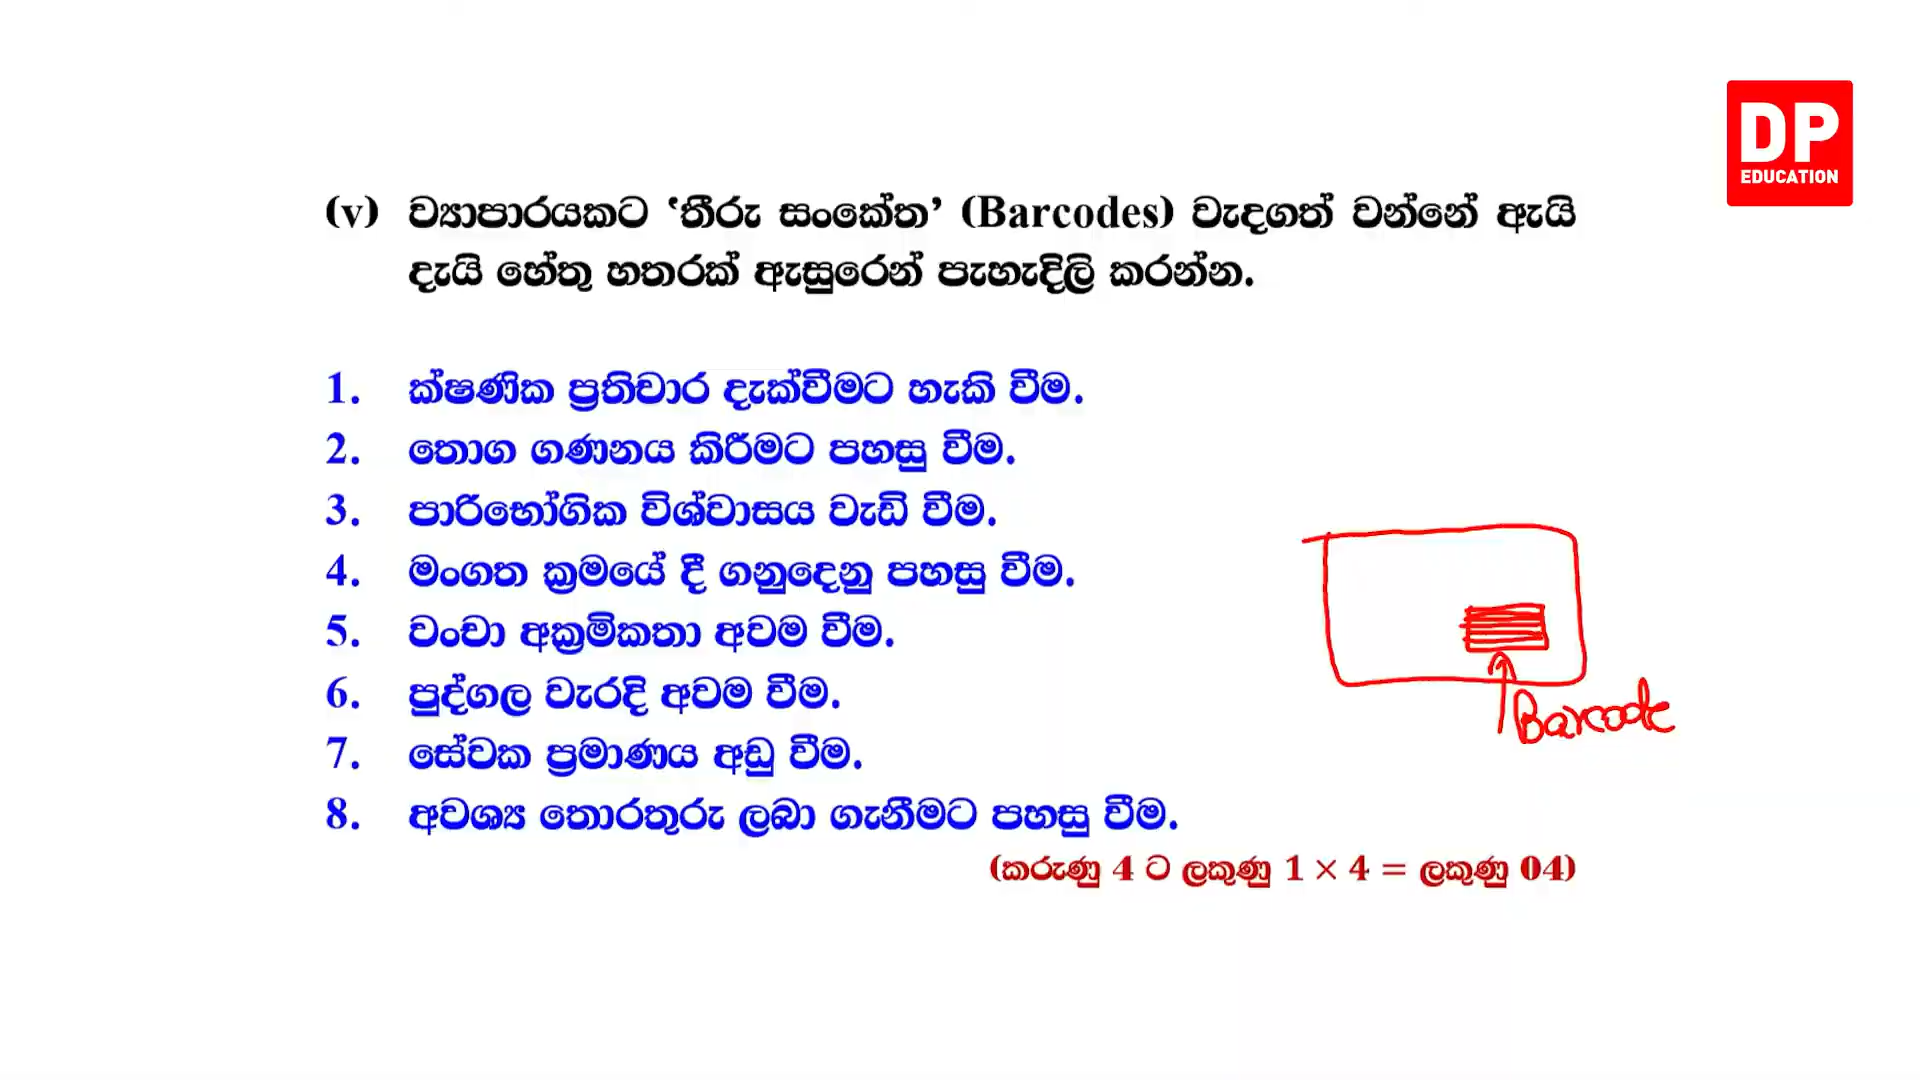 DP
EDUCATION
(v) ව්‍යාපාරයකට ‘තීරු සංකේත’ (Barcodes) වැදගත් වන්නේ ඇයි
දැයි හේතු හතරක් ඇසුරෙන් පැහැදිලි කරන්න.
1. ක්ෂණික ප්‍රතිචාර දැක්වීමට හැකි වීම.
2. තොග ගණනය කිරීමට පහසු වීම.
3. පාරිභෝගික විශ්වාසය වැඩි වීම.
4. මංගත ක්‍රමයේ දී ගනුදෙනු පහසු වීම.
5. වංචා අක්‍රමිකතා අවම වීම.
6. පුද්ගල වැරදි අවම වීම.
7. සේවක ප්‍රමාණය අඩු වීම.
8. අවශ්‍ය තොරතුරු ලබා ගැනීමට පහසු වීම.
Barcode
(කරුණු 4 ට ලකුණු 1 × 4 = ලකුණු 04)